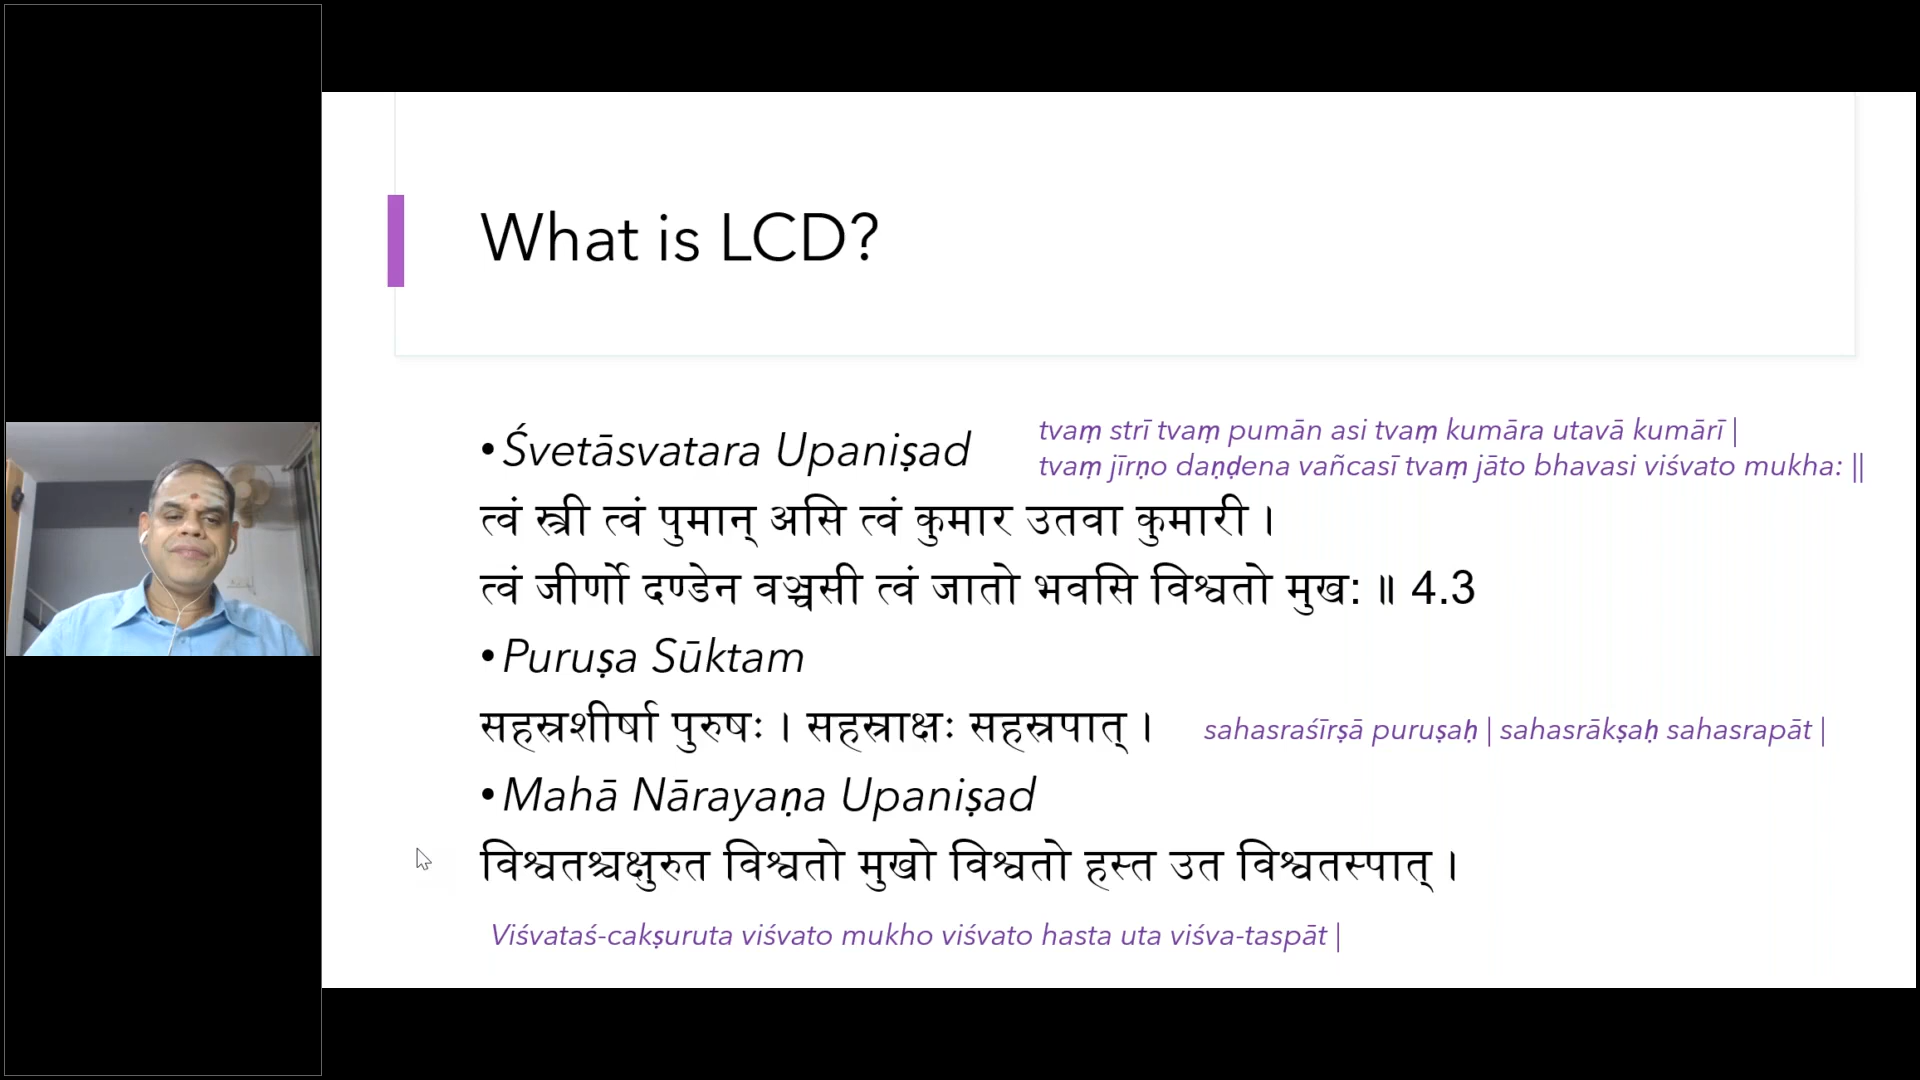 What is LCD?
• Śvetāsvatara Upaniṣad
tvaṃ strī tvaṃ pumān asi tvaṃ kumāra utavā kumārī |
tvaṃ jīrṇo daṇḍena vañcasī tvaṃ jāto bhavasi viśvato mukha: ||
त्वं स्त्री त्वं पुमान् असि त्वं कुमार उतवा कुमारी ।
त्वं जीर्णो दण्डेन वञ्चसी त्वं जातो भवसि विश्वतो मुख: ॥ 4.3
• Puruṣa Sūktam
सहस्रशीर्षा पुरुषः । सहस्राक्षः सहस्रपात् ।
sahasraśīrṣā puruṣaḥ | sahasrākṣaḥ sahasrapāt |
• Mahā Nārayaṇa Upaniṣad
विश्वतश्चक्षुरुत विश्वतो मुखो विश्वतो हस्त उत विश्वतस्पात् ।
Viśvataś-cakṣuruta viśvato mukho viśvato hasta uta viśva-taspāt |